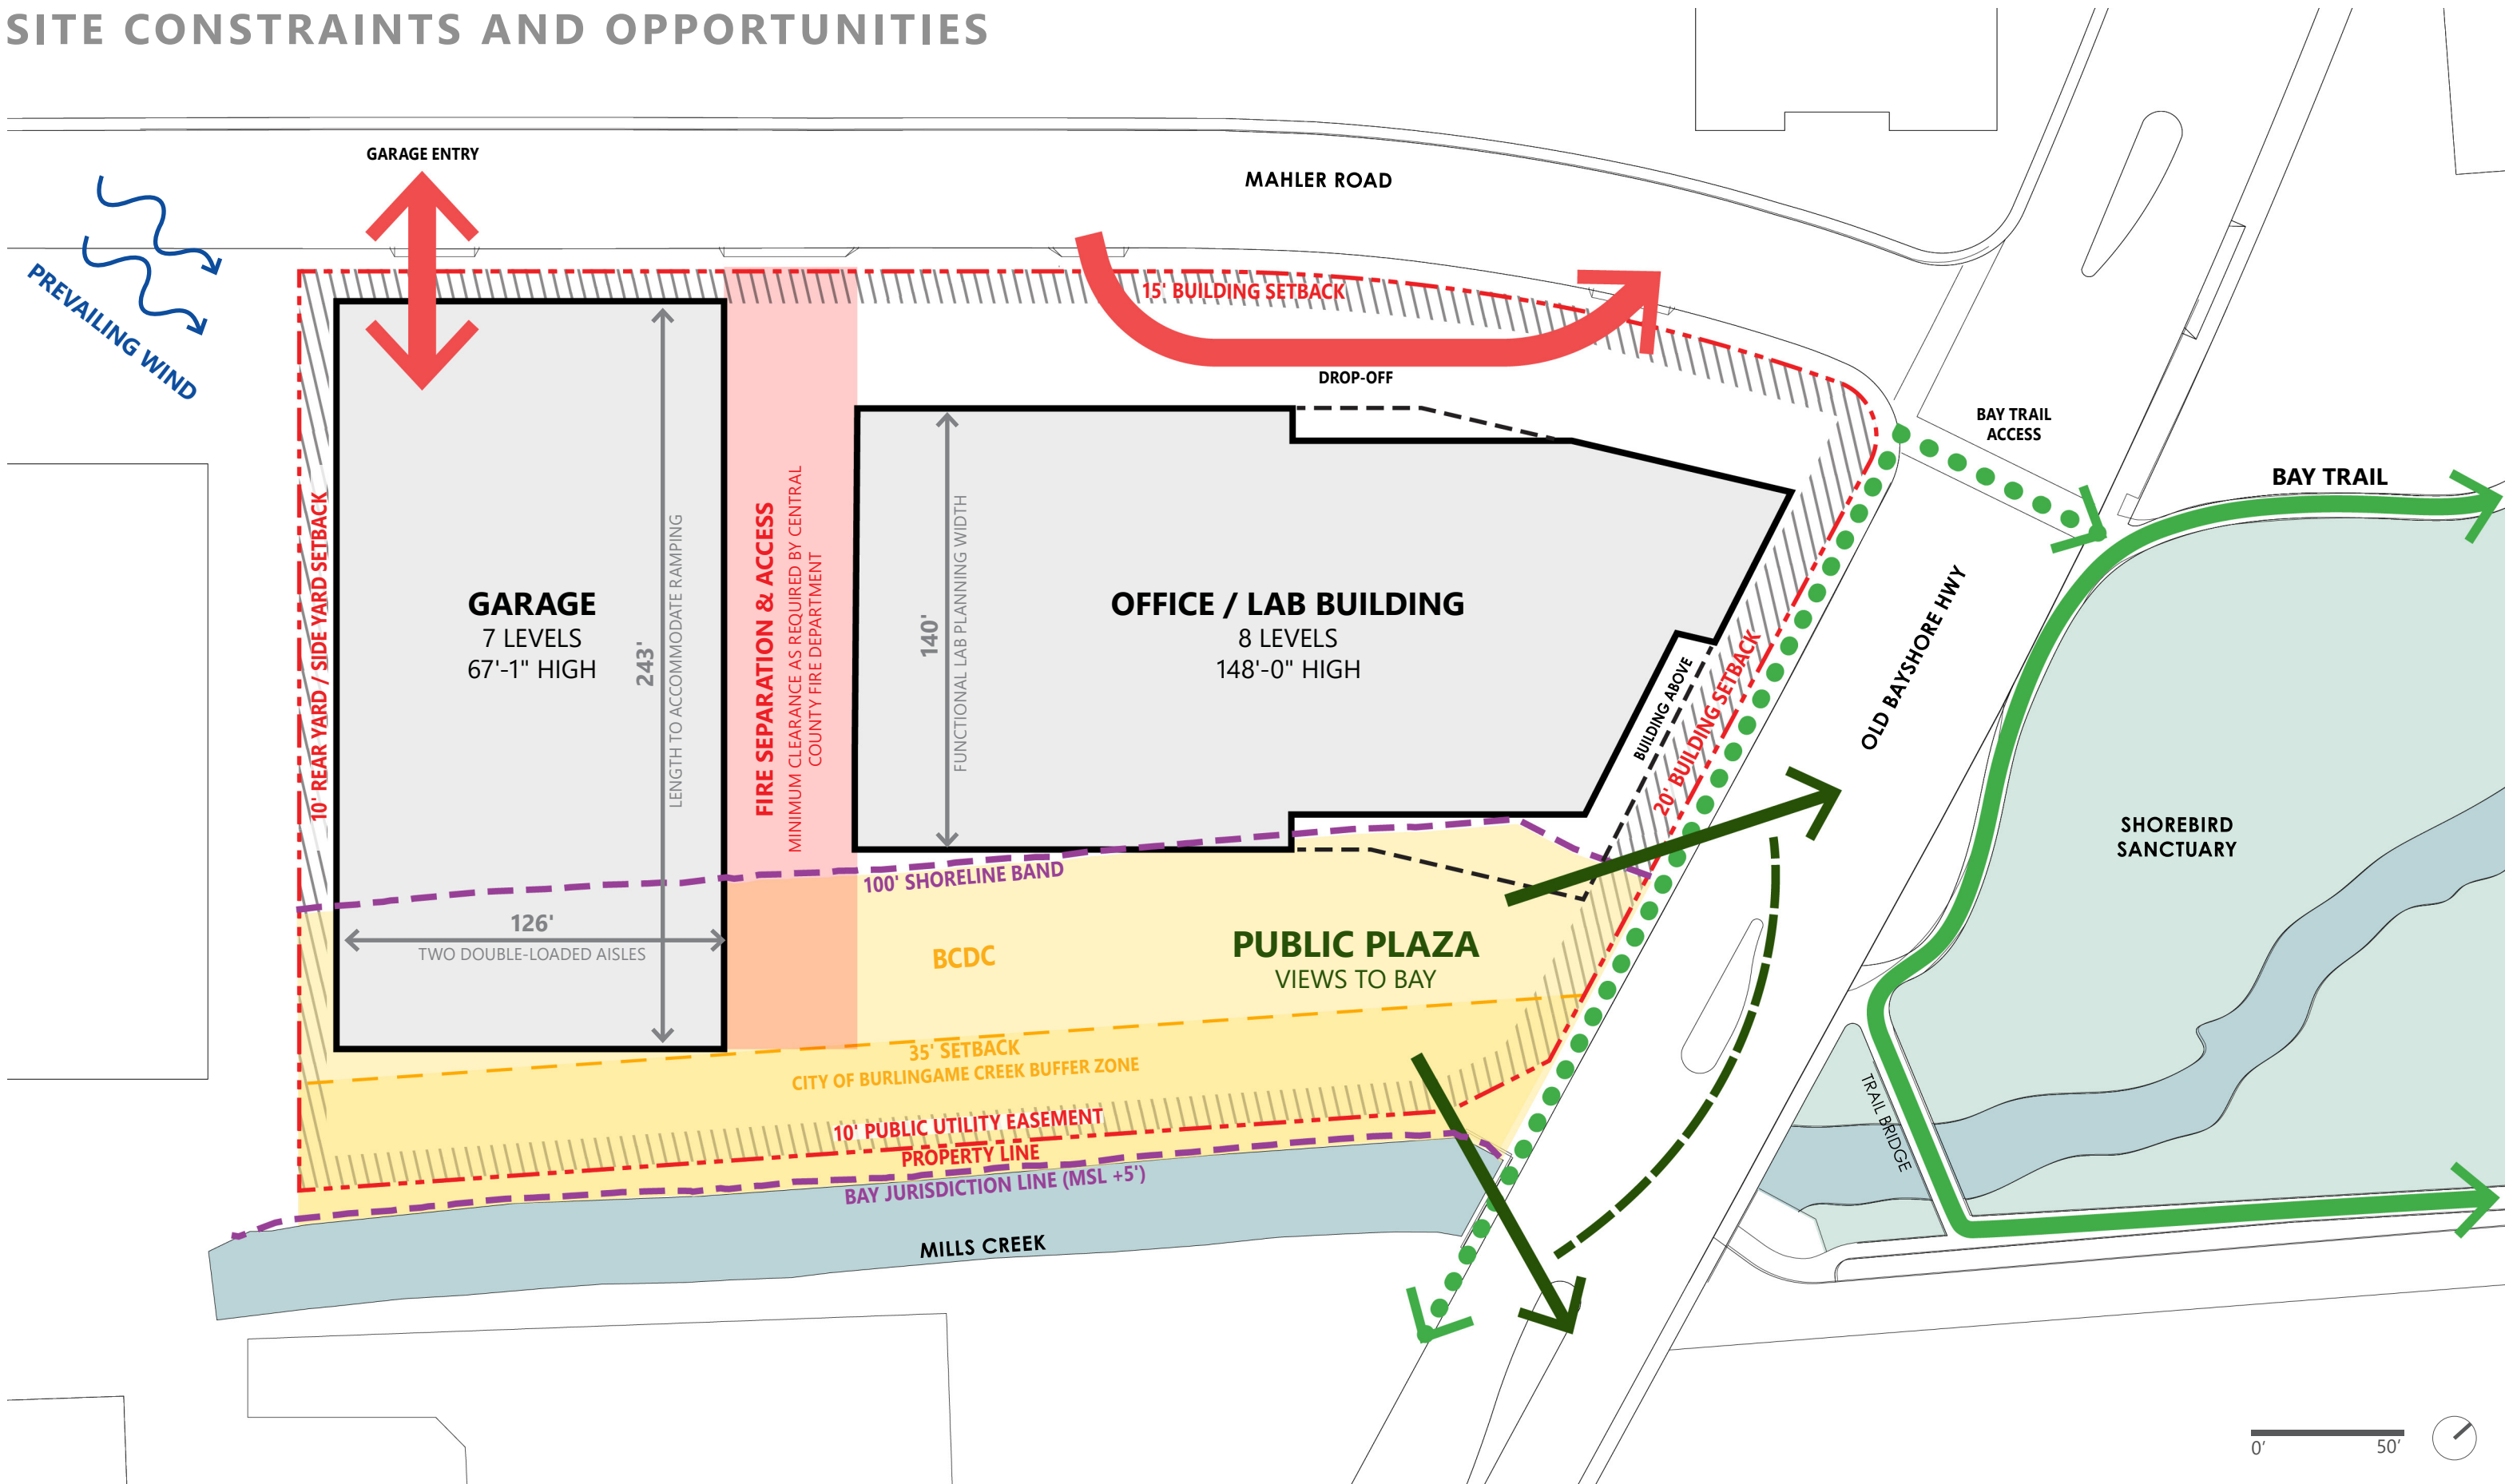 SITE CONSTRAINTS AND OPPORTUNITIES
GARAGE ENTRY
MAHLER ROAD
PREVAILING WIND
15' BUILDING SETBACK
DROP-OFF
BAY TRAIL
ACCESS
BAY TRAIL
10' REAR YARD / SIDE YARD SETBACK
GARAGE
7 LEVELS
67'-1" HIGH
243'
LENGTH TO ACCOMMODATE RAMPING
FIRE SEPARATION & ACCESS
MINIMUM CLEARANCE AS REQUIRED BY CENTRAL
COUNTY FIRE DEPARTMENT
140'
FUNCTIONAL LAB PLANNING WIDTH
OFFICE / LAB BUILDING
8 LEVELS
148'-0" HIGH
BUILDING ABOVE
20' BUILDING SETBACK
OLD BAYSHORE HWY
SHOREBIRD
SANCTUARY
100' SHORELINE BAND
126'
TWO DOUBLE-LOADED AISLES
BCDC
PUBLIC PLAZA
VIEWS TO BAY
35' SETBACK
CITY OF BURLINGAME CREEK BUFFER ZONE
TRAIL BRIDGE
10' PUBLIC UTILITY EASEMENT
PROPERTY LINE
BAY JURISDICTION LINE (MSL +5')
MILLS CREEK
0'
50'